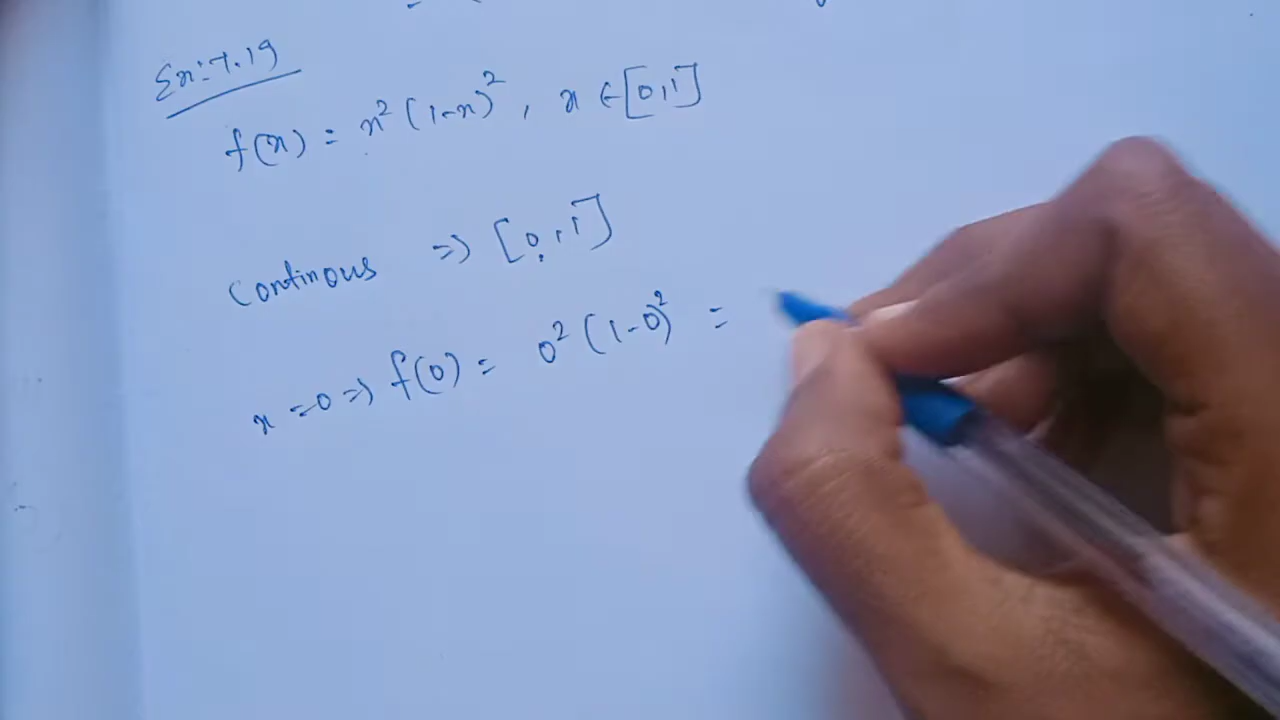 Ex:7.19
f(x) = x² (1-x)², x ∈ [0,1]
Continous => [0,1]
x=0 => f(0) = 0² (1-0)² =